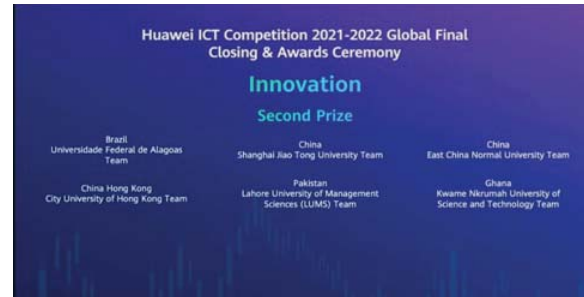 Huawei ICT Competition 2021-2022 Global Final
Closing & Awards Ceremony
Innovation
Second Prize
Brazil
Universidade Federal de Alagoas
Team
China
Shanghai Jiao Tong University Team
China
East China Normal University Team
China Hong Kong
City University of Hong Kong Team
Pakistan
Lahore University of Management
Sciences (LUMS) Team
Ghana
Kwame Nkrumah University of
Science and Technology Team